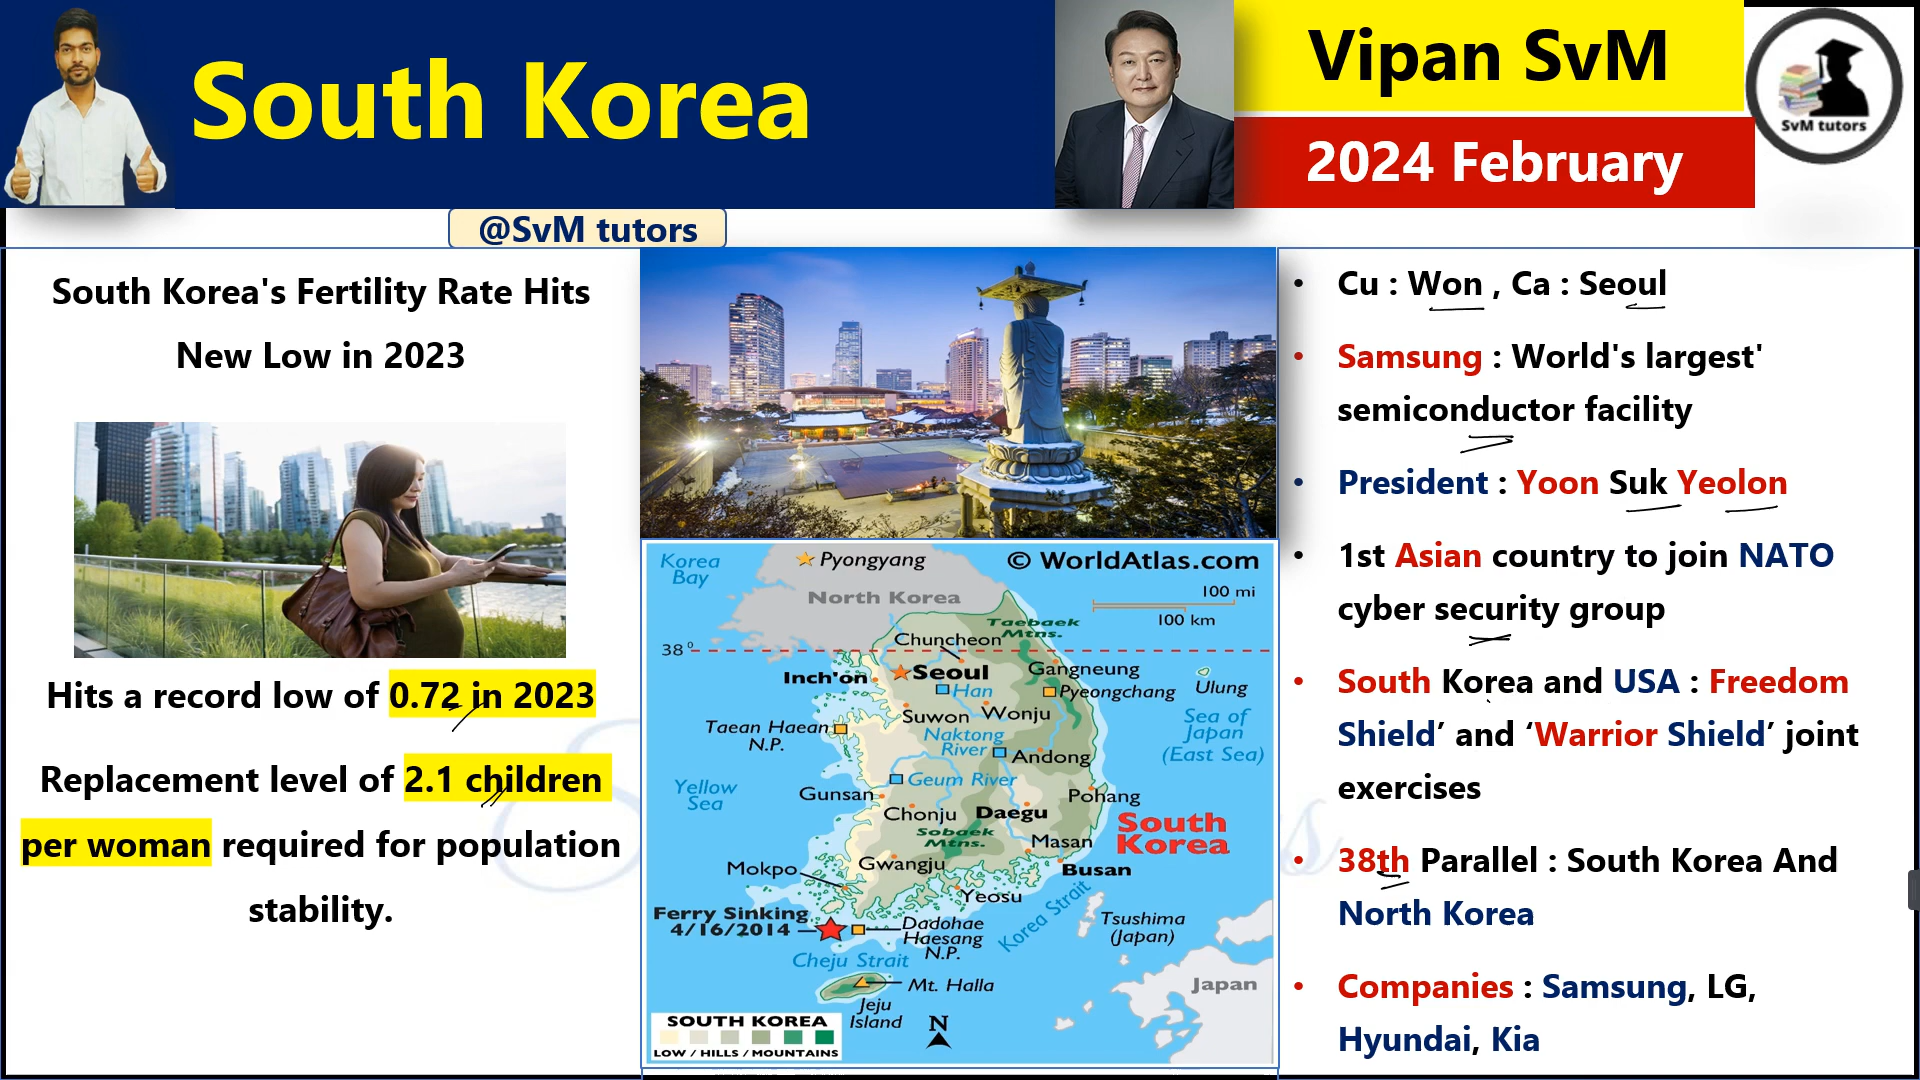 South Korea
Vipan SvM
2024 February
SvM tutors
@SvM tutors
South Korea's Fertility Rate Hits
New Low in 2023
Hits a record low of 0.72 in 2023
Replacement level of 2.1 children
per woman required for population
stability.
Korea
Bay
Pyongyang
© WorldAtlas.com
North Korea
100 mi
100 km
Taebaek
Mtns.
Chuncheon
38°
Seoul
Gangneung
Inch'on
Han
Pyeongchang
Ulung
Suwon
Wonju
Taean Haean
N.P.
Naktong
River
Sea of
Japan
(East Sea)
Andong
Geum River
Yellow
Sea
Gunsan
Pohang
Chonju
Daegu
South
Korea
Sobaek
Mtns.
Masan
Mokpo
Gwangju
Busan
Yeosu
Korea Strait
Ferry Sinking
4/16/2014
Dadohae
Haesang
N.P.
Tsushima
(Japan)
Cheju Strait
Mt. Halla
Japan
Jeju
Island
N
SOUTH KOREA
LOW / HILLS / MOUNTAINS
• Cu : Won , Ca : Seoul
• Samsung : World's largest'
semiconductor facility
• President : Yoon Suk Yeolon
• 1st Asian country to join NATO
cyber security group
• South Korea and USA : Freedom
Shield’ and ‘Warrior Shield’ joint
exercises
• 38th Parallel : South Korea And
North Korea
• Companies : Samsung, LG,
Hyundai, Kia